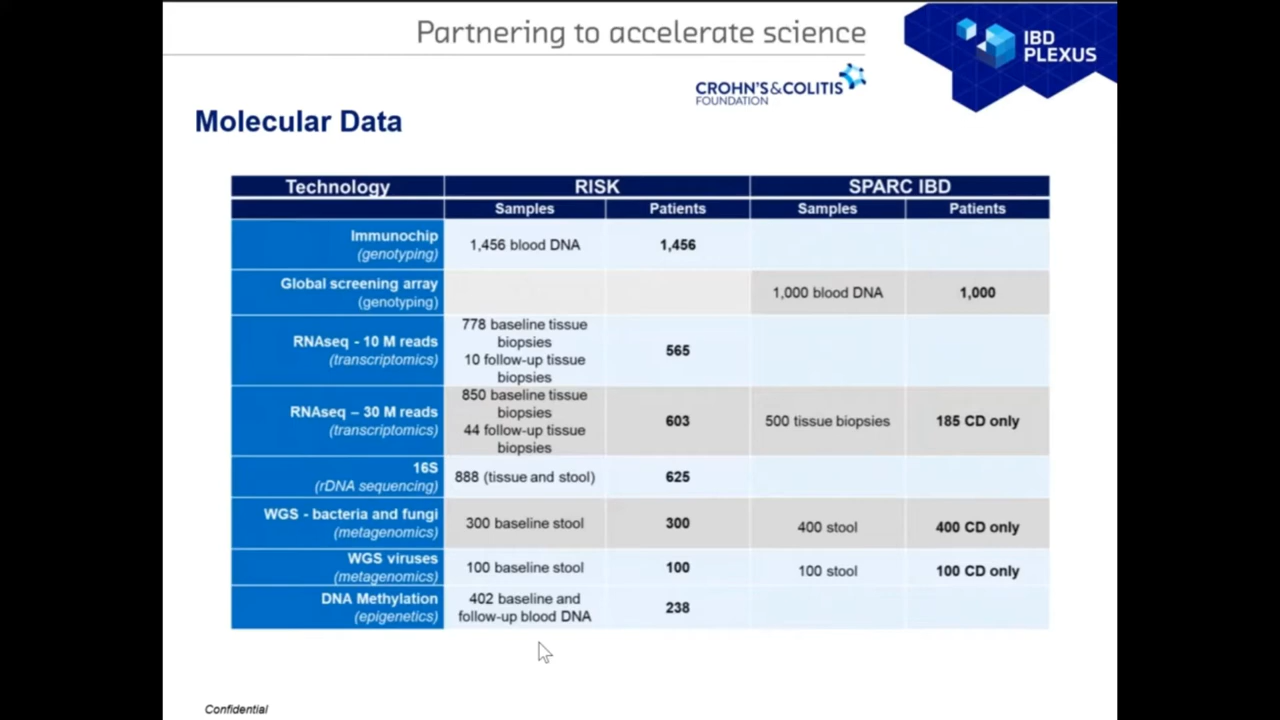 Partnering to accelerate science
IBD
PLEXUS
CROHN'S&COLITIS
FOUNDATION
Molecular Data
Technology RISK SPARC IBD
Samples Patients Samples Patients
Immunochip
(genotyping)
1,456 blood DNA
1,456
Global screening array
(genotyping)
1,000 blood DNA
1,000
RNAseq - 10 M reads
(transcriptomics)
778 baseline tissue
biopsies
10 follow-up tissue
biopsies
565
RNAseq – 30 M reads
(transcriptomics)
850 baseline tissue
biopsies
44 follow-up tissue
biopsies
603
500 tissue biopsies
185 CD only
16S
(rDNA sequencing)
888 (tissue and stool)
625
WGS - bacteria and fungi
(metagenomics)
300 baseline stool
300
400 stool
400 CD only
WGS viruses
(metagenomics)
100 baseline stool
100
100 stool
100 CD only
DNA Methylation
(epigenetics)
402 baseline and
follow-up blood DNA
238
Confidential